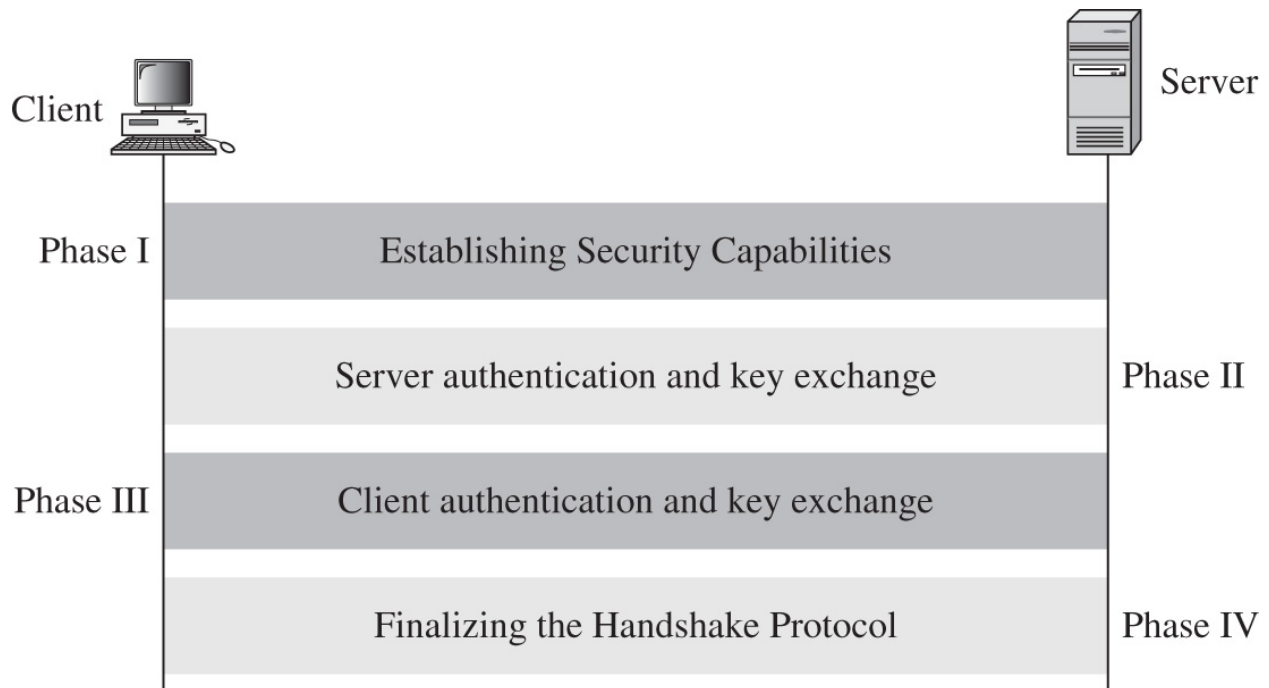 Client
Server
Phase I
Establishing Security Capabilities
Server authentication and key exchange
Phase II
Phase III
Client authentication and key exchange
Finalizing the Handshake Protocol
Phase IV